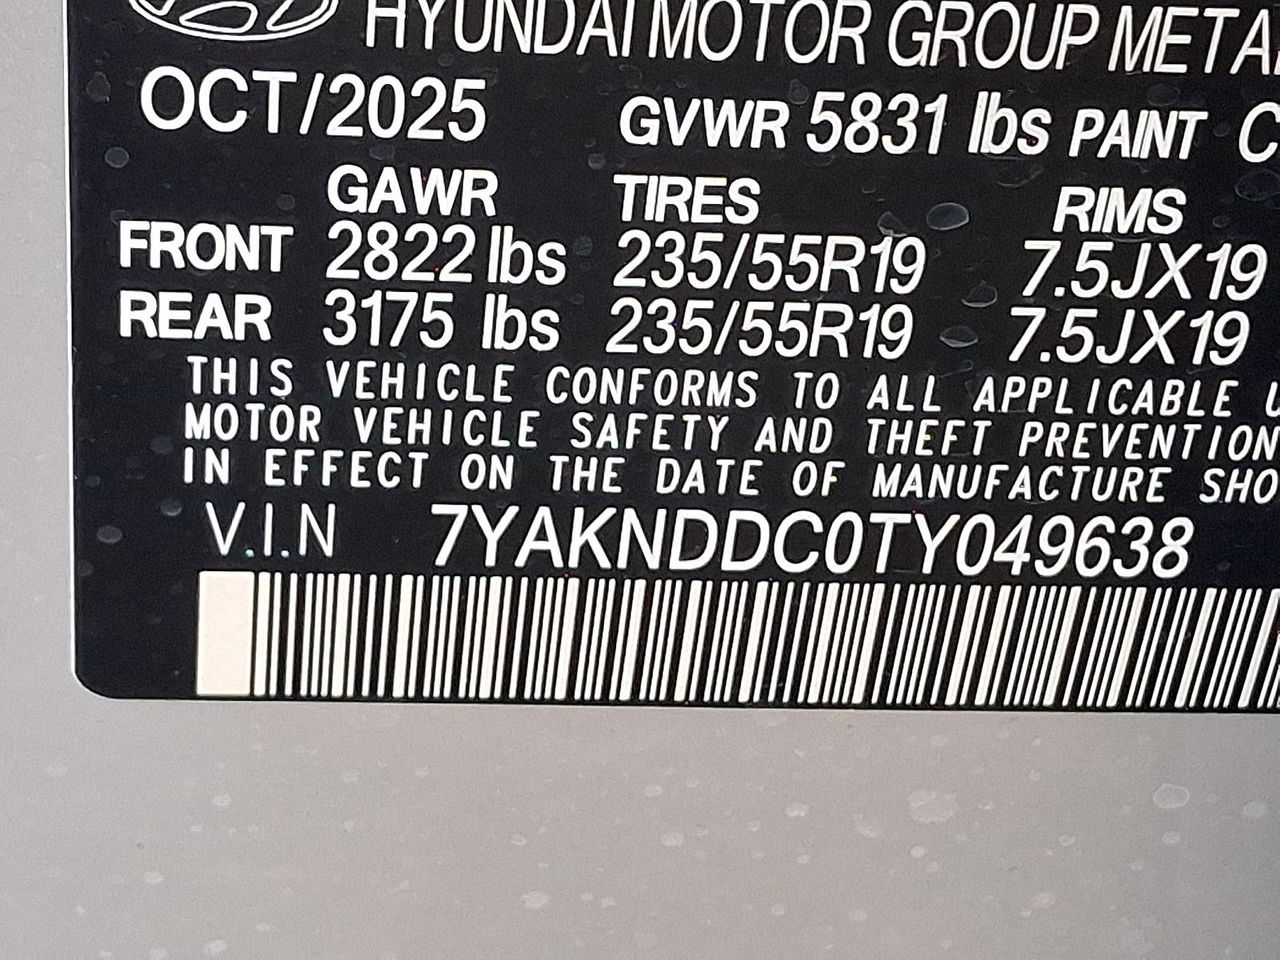 HYUNDAI MOTOR GROUP META
OCT/2025 GVWR 5831 lbs PAINT C
GAWR TIRES RIMS
FRONT 2822 lbs 235/55R19 7.5JX19
REAR 3175 lbs 235/55R19 7.5JX19
THIS VEHICLE CONFORMS TO ALL APPLICABLE U
MOTOR VEHICLE SAFETY AND THEFT PREVENTION
IN EFFECT ON THE DATE OF MANUFACTURE SHO
V.I.N 7YAKNDDC0TY049638